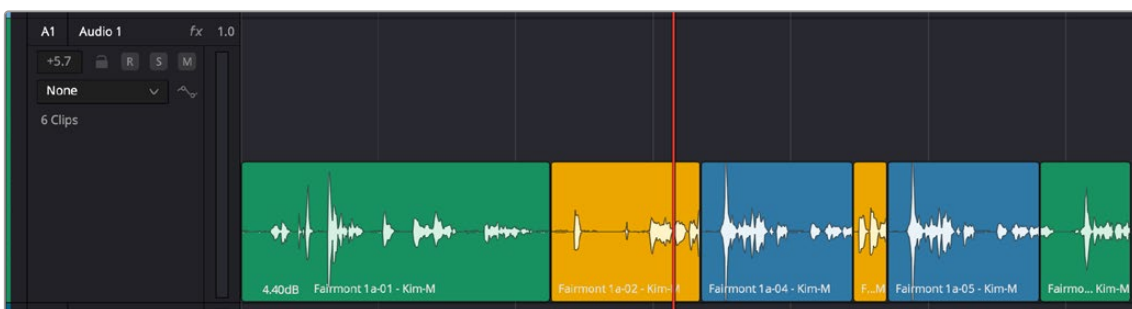 A1 Audio 1 fx 1.0
+5.7 R S M
None
6 Clips
4.40dB Fairmont 1a-01 - Kim-M
Fairmont 1a-02 - Kim-M
Fairmont 1a-04 - Kim-M
F...M
Fairmont 1a-05 - Kim-M
Fairmo... Kim-M